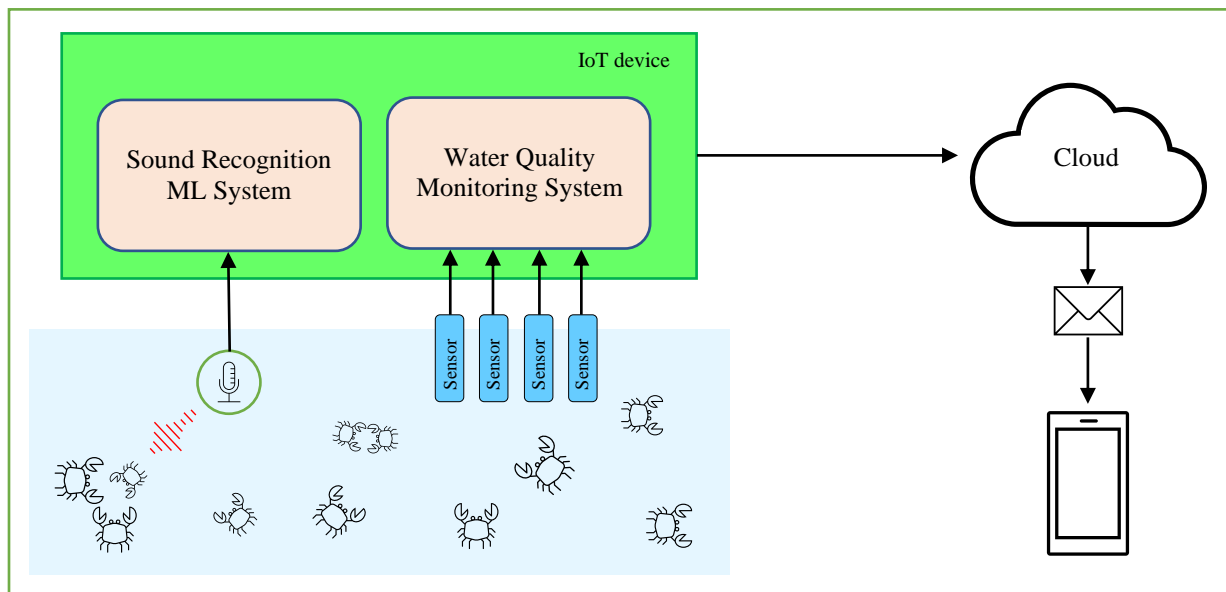 IoT device
Sound Recognition
ML System
Water Quality
Monitoring System
Cloud
Sensor
Sensor
Sensor
Sensor